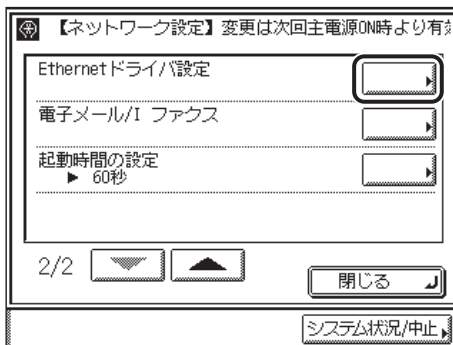 【ネットワーク設定】変更は次回主電源ON時より有効
Ethernetドライバ設定
電子メール/I ファクス
起動時間の設定
▶ 60秒
2/2
閉じる
システム状況/中止